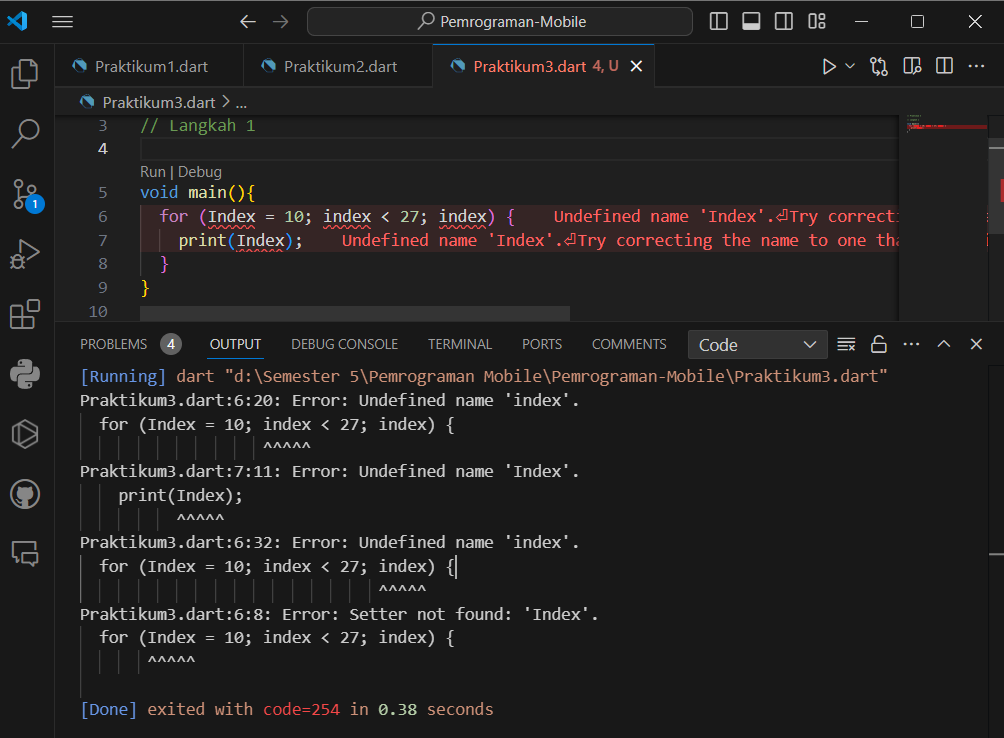 Pemrograman-Mobile
Praktikum1.dart
Praktikum2.dart
Praktikum3.dart 4, U
Praktikum3.dart > ...
3 // Langkah 1
4
Run | Debug
5 void main(){
6 for (Index = 10; index < 27; index) { Undefined name 'Index'.⏎Try correcti
7 print(Index); Undefined name 'Index'.⏎Try correcting the name to one tha
8 }
9 }
10
1
PROBLEMS 4 OUTPUT DEBUG CONSOLE TERMINAL PORTS COMMENTS Code
[Running] dart "d:\Semester 5\Pemrograman Mobile\Pemrograman-Mobile\Praktikum3.dart"
Praktikum3.dart:6:20: Error: Undefined name 'index'.
for (Index = 10; index < 27; index) {
^^^^^
Praktikum3.dart:7:11: Error: Undefined name 'Index'.
print(Index);
^^^^^
Praktikum3.dart:6:32: Error: Undefined name 'index'.
for (Index = 10; index < 27; index) {
^^^^^
Praktikum3.dart:6:8: Error: Setter not found: 'Index'.
for (Index = 10; index < 27; index) {
^^^^^
[Done] exited with code=254 in 0.38 seconds